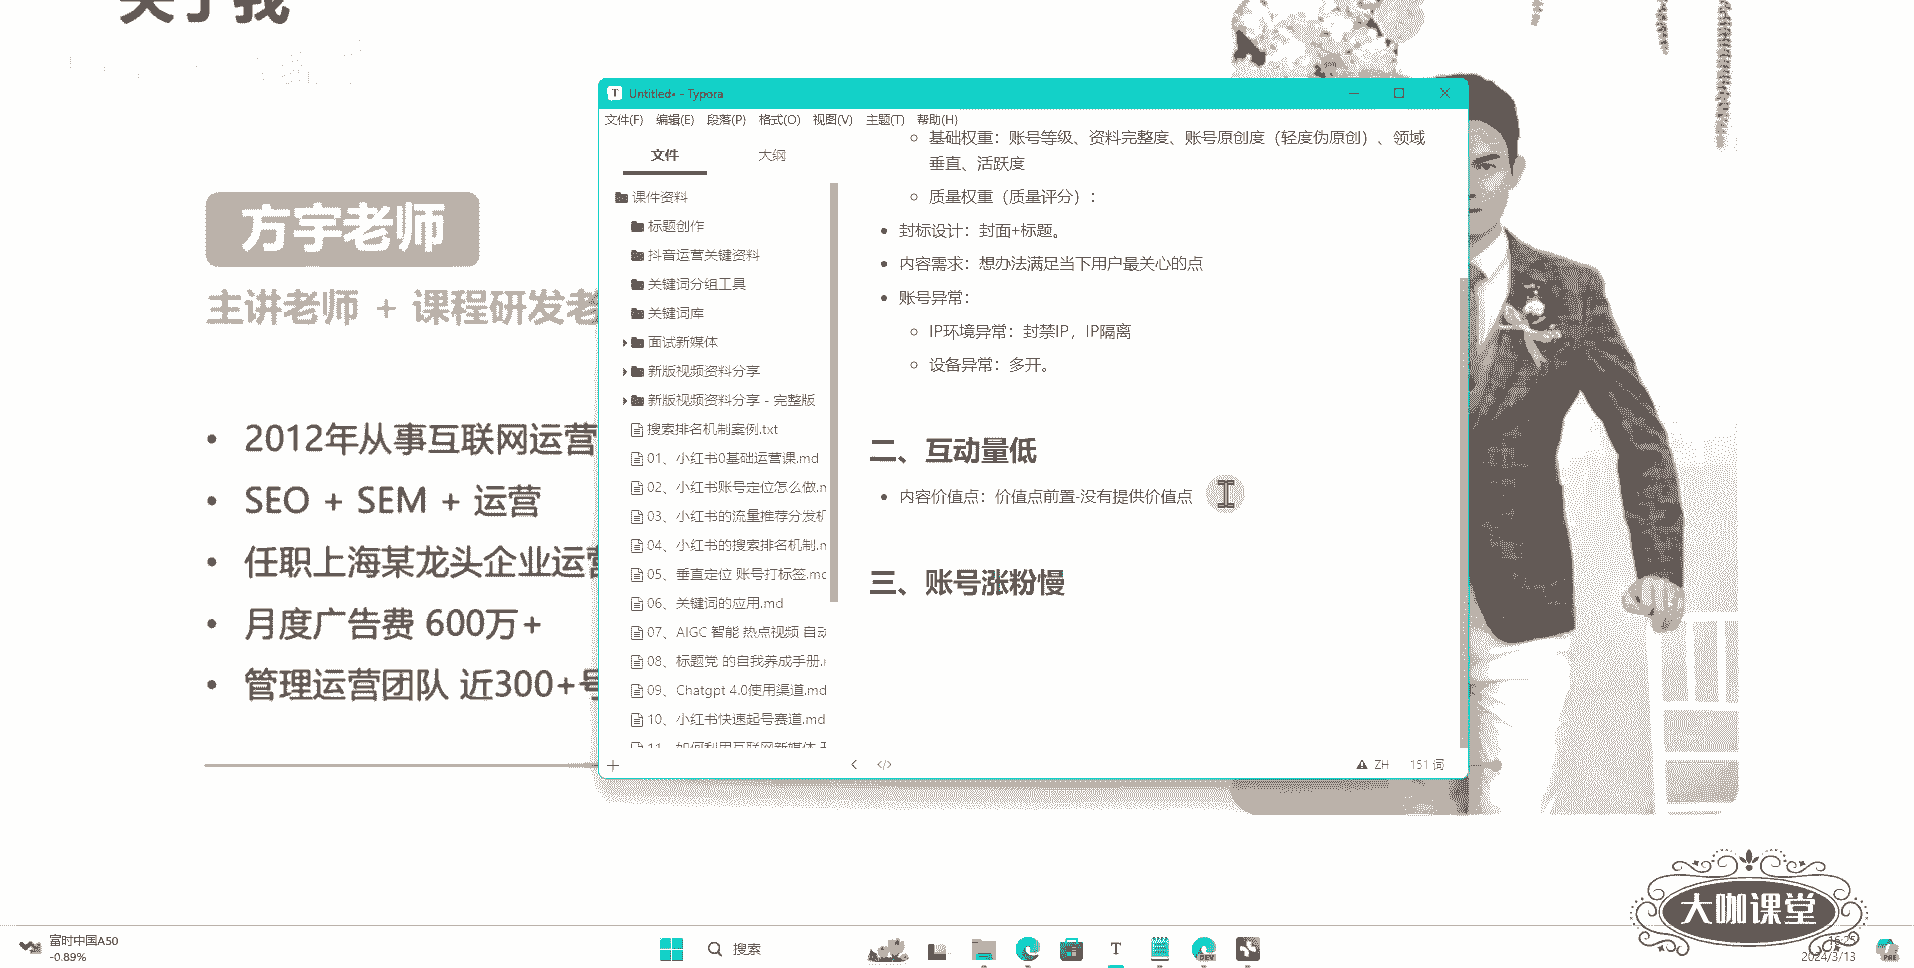 关于我
方宇老师
主讲老师 + 课程研发老
2012年从事互联网运营
SEO + SEM + 运营
任职上海某龙头企业运营
月度广告费 600万+
管理运营团队 近300+号
Untitled• - Typora
文件(F) 编辑(E) 段落(P) 格式(O) 视图(V) 主题(T) 帮助(H)
文件 大纲
课件资料
标题创作
抖音运营关键资料
关键词分组工具
关键词库
面试新媒体
新版视频资料分享
新版视频资料分享 - 完整版
搜索排名机制案例.txt
01、小红书0基础运营课.md
02、小红书账号定位怎么做.m
03、小红书的流量推荐分发机
04、小红书的搜索排名机制.m
05、垂直定位 账号打标签.md
06、关键词的应用.md
07、AIGC 智能 热点视频 自动
08、标题党 的自我养成手册.
09、Chatgpt 4.0使用渠道.md
10、小红书快速起号赛道.md
11、如何利用互联网新媒体
基础权重：账号等级、资料完整度、账号原创度（轻度伪原创）、领域
垂直、活跃度
质量权重（质量评分）：
封标设计：封面+标题。
内容需求：想办法满足当下用户最关心的点
账号异常：
IP环境异常：封禁IP，IP隔离
设备异常：多开。
二、互动量低
内容价值点：价值点前置-没有提供价值点
三、账号涨粉慢
ZH 151 词
大咖课堂
富时中国A50
-0.89%
搜索
DEV
16:25
2024/3/13
PRE